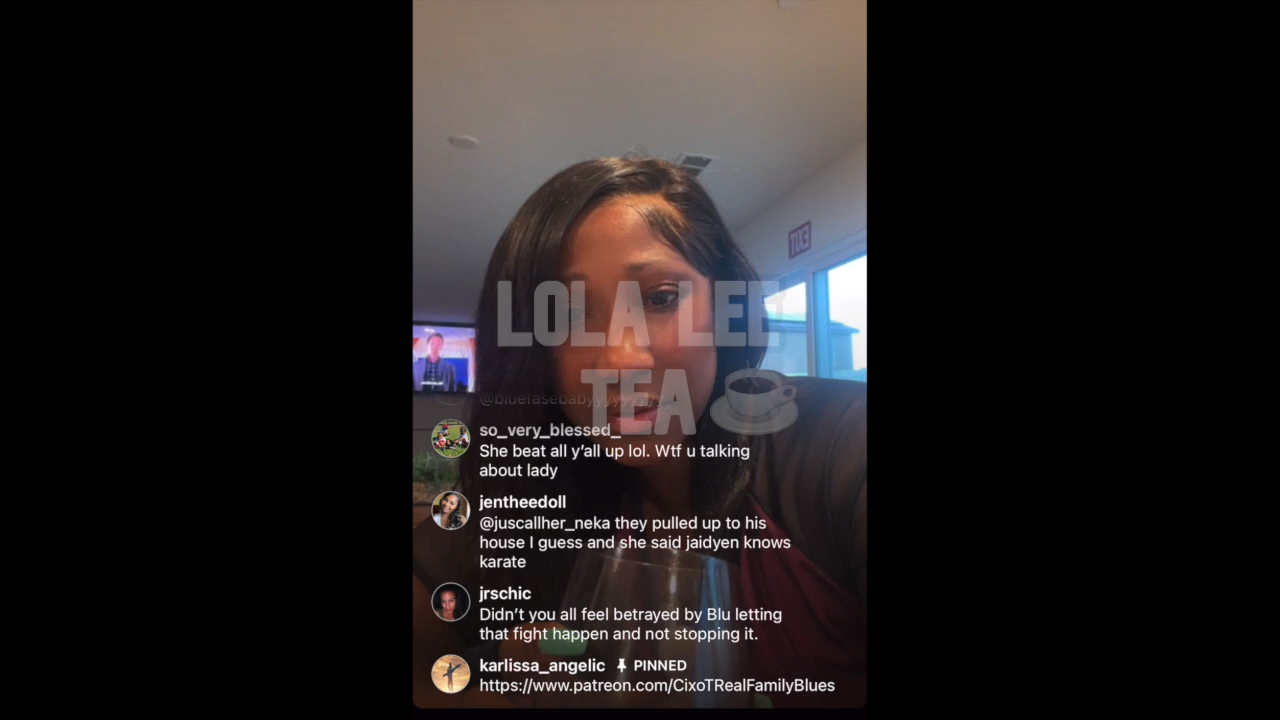 TIXE
LOLA LEE
TEA
@bluefasebabyyyyyyyy
so_very_blessed_
She beat all y’all up lol. Wtf u talking
about lady
jentheedoll
@juscallher_neka they pulled up to his
house I guess and she said jaidyen knows
karate
jrschic
Didn’t you all feel betrayed by Blu letting
that fight happen and not stopping it.
karlissa_angelic PINNED
https://www.patreon.com/CixoTRealFamilyBlues